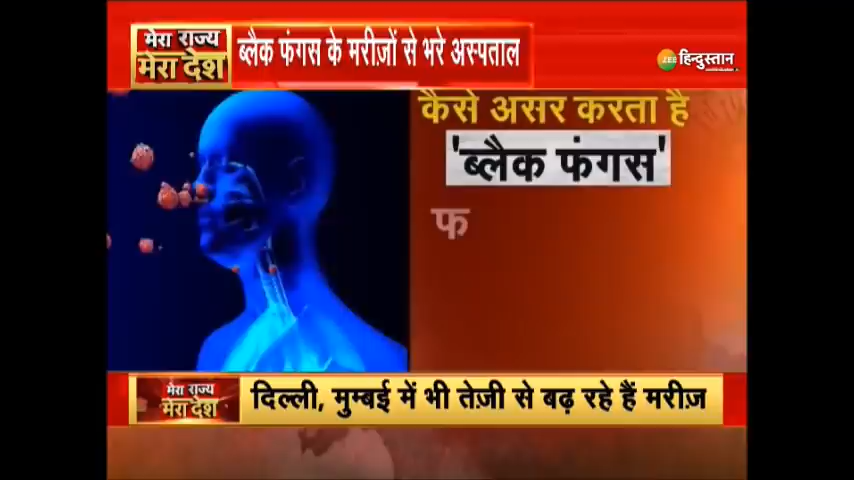 मेरा राज्य
मेरा देश
ब्लैक फंगस के मरीजों से भरे अस्पताल
ZEE हिन्दुस्तान
कैसे असर करता है
'ब्लैक फंगस'
फ
मेरा राज्य
मेरा देश
दिल्ली, मुम्बई में भी तेज़ी से बढ़ रहे हैं मरीज़